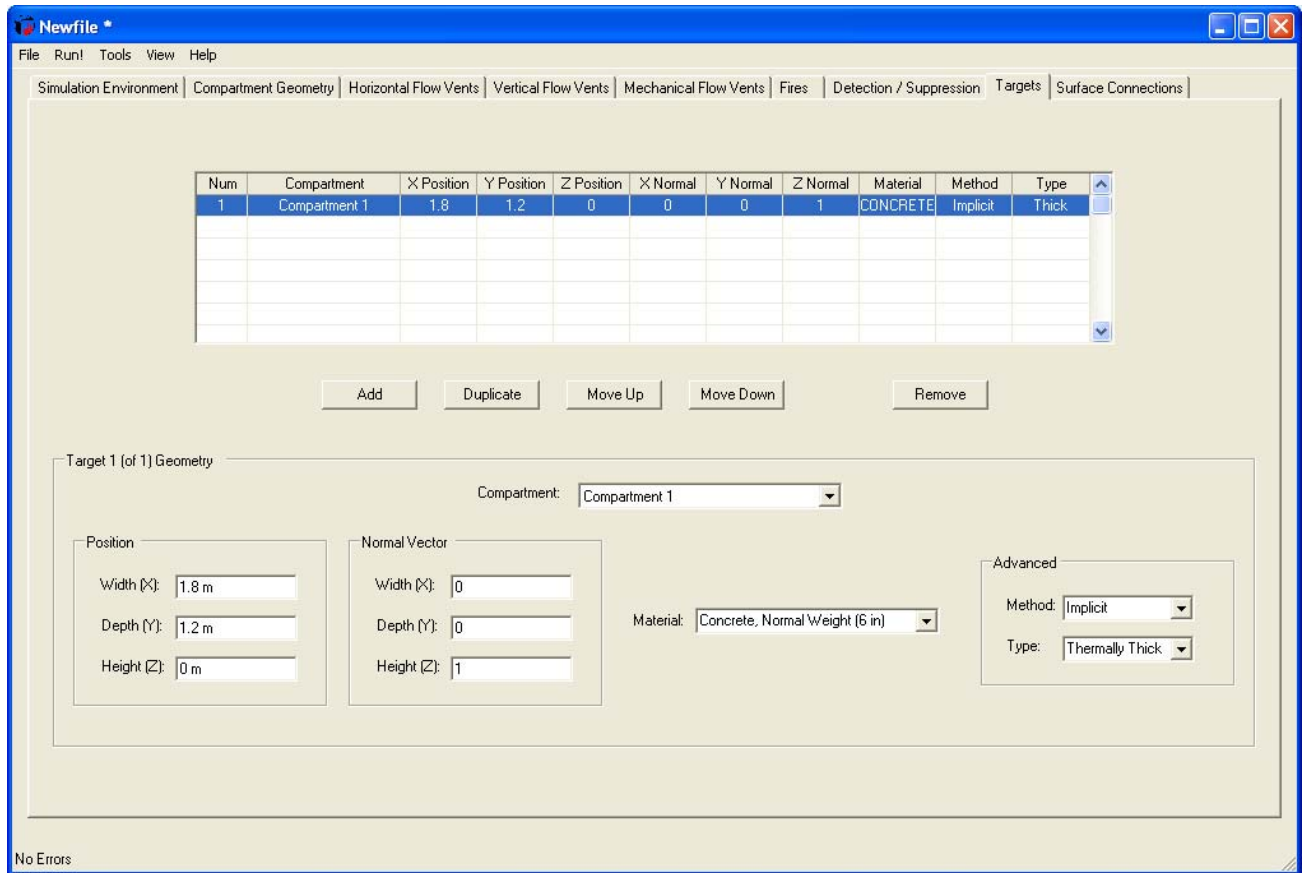 Newfile *
File Run! Tools View Help
Simulation Environment Compartment Geometry Horizontal Flow Vents Vertical Flow Vents Mechanical Flow Vents Fires Detection / Suppression Targets Surface Connections
Num Compartment X Position Y Position Z Position X Normal Y Normal Z Normal Material Method Type
1 Compartment 1 1.8 1.2 0 0 0 1 CONCRETE Implicit Thick
Add Duplicate Move Up Move Down Remove
Target 1 (of 1) Geometry
Compartment: Compartment 1
Position
Width (X): 1.8 m
Depth (Y): 1.2 m
Height (Z): 0 m
Normal Vector
Width (X): 0
Depth (Y): 0
Height (Z): 1
Material: Concrete, Normal Weight (6 in)
Advanced
Method: Implicit
Type: Thermally Thick
No Errors